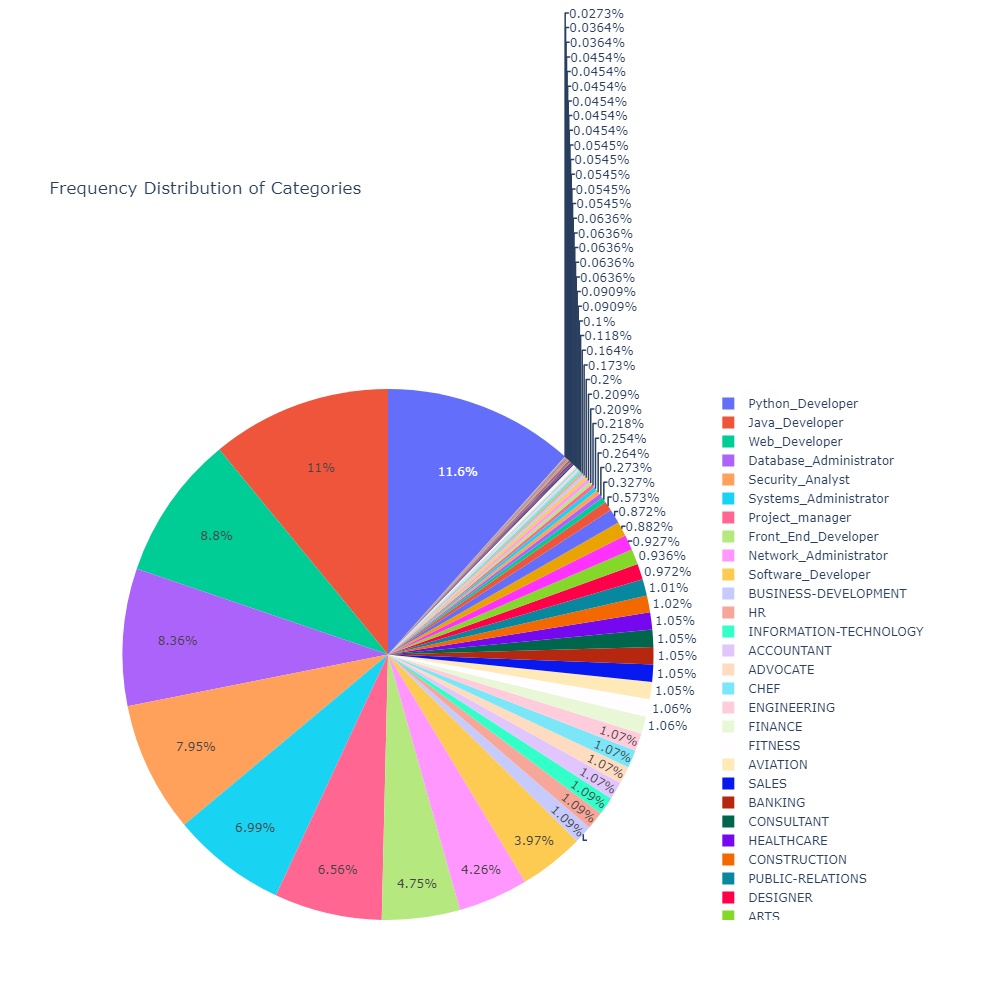 0.0273%
0.0364%
0.0364%
0.0454%
0.0454%
0.0454%
0.0454%
0.0454%
0.0454%
0.0545%
0.0545%
0.0545%
0.0545%
0.0545%
0.0636%
0.0636%
0.0636%
0.0636%
0.0636%
0.0909%
0.0909%
0.1%
0.118%
0.164%
0.173%
0.2%
0.209%
0.209%
0.218%
0.254%
0.264%
0.273%
0.327%
0.573%
0.872%
0.882%
0.927%
0.936%
0.972%
1.01%
1.02%
1.05%
1.05%
1.05%
1.05%
1.05%
1.06%
1.06%
1.07%
1.07%
1.07%
1.07%
1.09%
1.09%
1.09%
Frequency Distribution of Categories
11.6%
11%
8.8%
8.36%
7.95%
6.99%
6.56%
4.75%
4.26%
3.97%
Python_Developer
Java_Developer
Web_Developer
Database_Administrator
Security_Analyst
Systems_Administrator
Project_manager
Front_End_Developer
Network_Administrator
Software_Developer
BUSINESS-DEVELOPMENT
HR
INFORMATION-TECHNOLOGY
ACCOUNTANT
ADVOCATE
CHEF
ENGINEERING
FINANCE
FITNESS
AVIATION
SALES
BANKING
CONSULTANT
HEALTHCARE
CONSTRUCTION
PUBLIC-RELATIONS
DESIGNER
ARTS